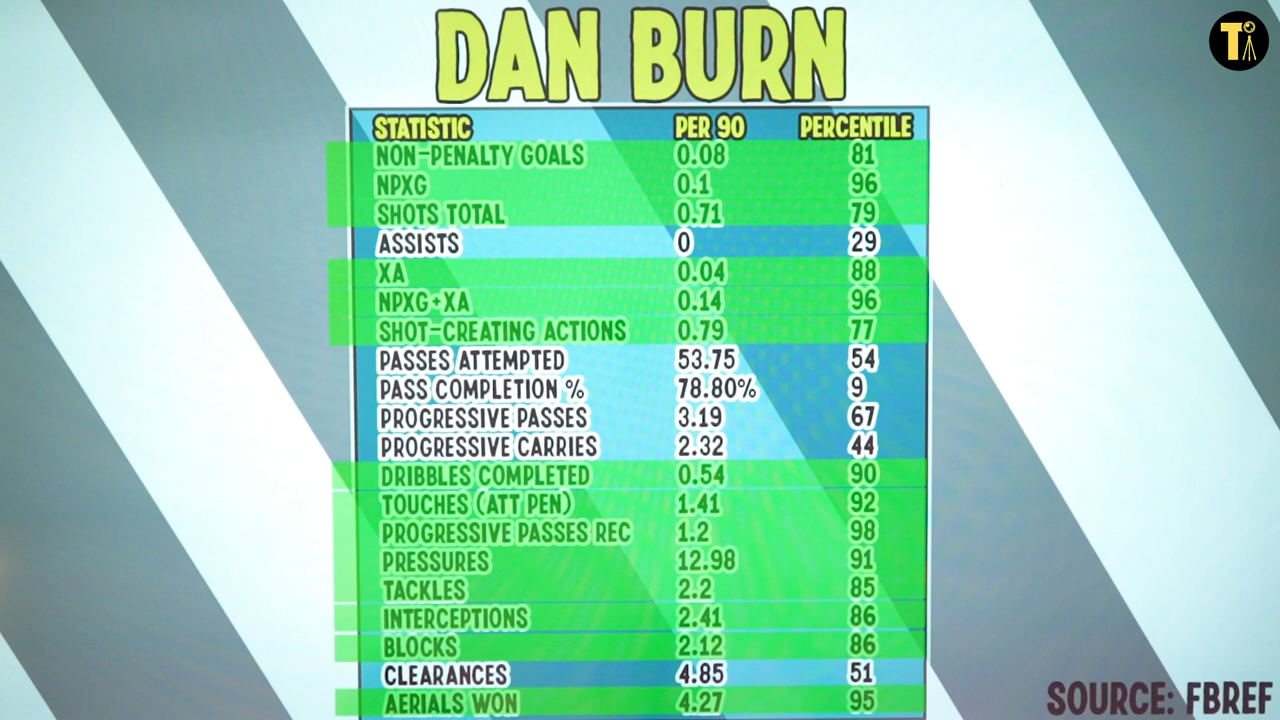 DAN BURN
STATISTIC PER 90 PERCENTILE
NON-PENALTY GOALS 0.08 81
NPXG 0.1 96
SHOTS TOTAL 0.71 79
ASSISTS 0 29
XA 0.04 88
NPXG+XA 0.14 96
SHOT-CREATING ACTIONS 0.79 77
PASSES ATTEMPTED 53.75 54
PASS COMPLETION % 78.80% 9
PROGRESSIVE PASSES 3.19 67
PROGRESSIVE CARRIES 2.32 44
DRIBBLES COMPLETED 0.54 90
TOUCHES (ATT PEN) 1.41 92
PROGRESSIVE PASSES REC 1.2 98
PRESSURES 12.98 91
TACKLES 2.2 85
INTERCEPTIONS 2.41 86
BLOCKS 2.12 86
CLEARANCES 4.85 51
AERIALS WON 4.27 95
SOURCE: FBREF